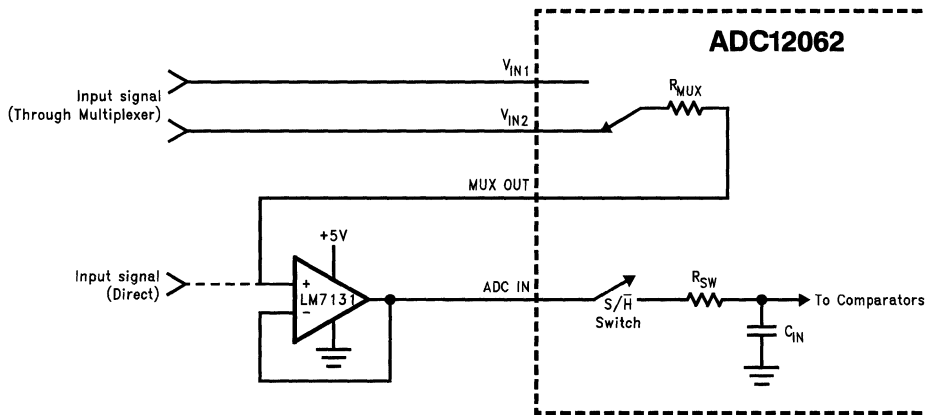 ADC12062
V_IN1
R_MUX
Input signal
(Through Multiplexer)
V_IN2
MUX OUT
+5V
Input signal
(Direct)
+
LM7131
-
ADC IN
S/H̅
Switch
R_SW
To Comparators
C_IN